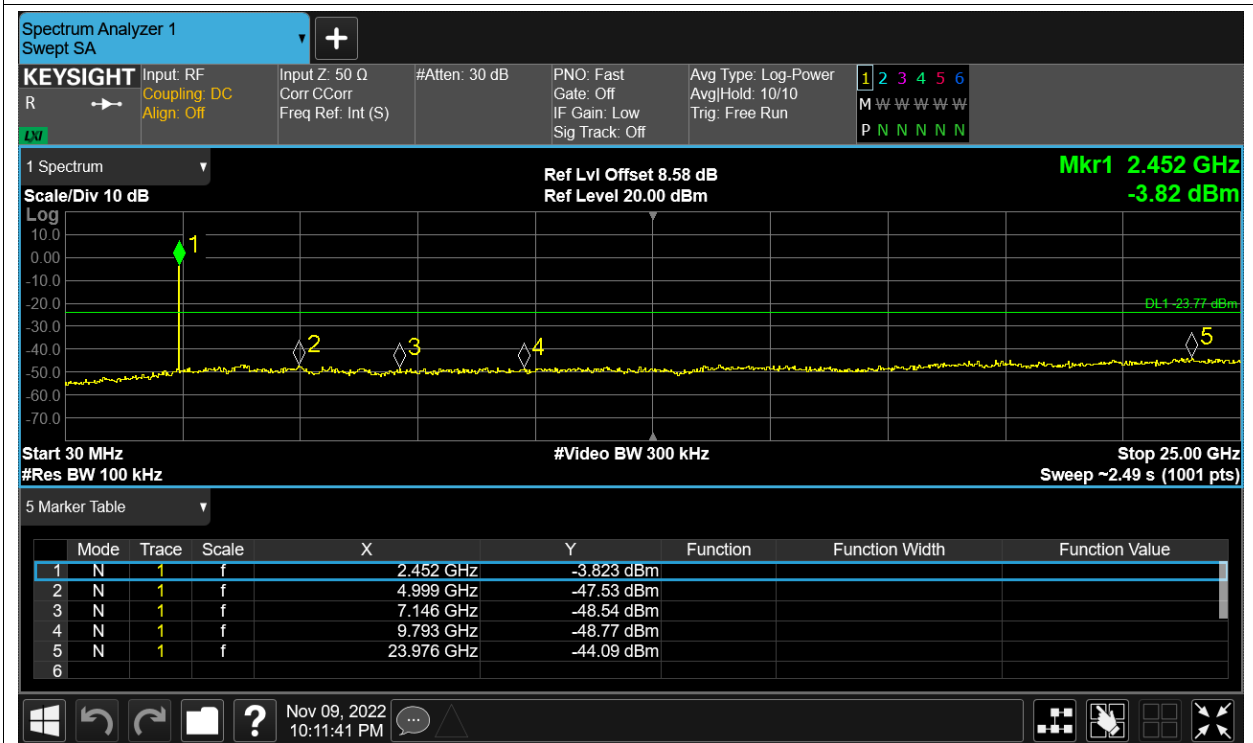 Spectrum Analyzer 1
Swept SA
KEYSIGHT
R
LXI
Input: RF
Coupling: DC
Align: Off
Input Z: 50 Ω
Corr CCorr
Freq Ref: Int (S)
#Atten: 30 dB
PNO: Fast
Gate: Off
IF Gain: Low
Sig Track: Off
Avg Type: Log-Power
Avg|Hold: 10/10
Trig: Free Run
1 2 3 4 5 6
M W W W W W
P N N N N N
1 Spectrum
Scale/Div 10 dB
Ref Lvl Offset 8.58 dB
Ref Level 20.00 dBm
Mkr1 2.452 GHz
-3.82 dBm
Log
10.0
0.00
-10.0
-20.0
-30.0
-40.0
-50.0
-60.0
-70.0
1
2
3
4
5
DL1 -23.77 dBm
Start 30 MHz
#Res BW 100 kHz
#Video BW 300 kHz
Stop 25.00 GHz
Sweep ~2.49 s (1001 pts)
5 Marker Table
Mode Trace Scale X Y Function Function Width Function Value
1 N 1 f 2.452 GHz -3.823 dBm
2 N 1 f 4.999 GHz -47.53 dBm
3 N 1 f 7.146 GHz -48.54 dBm
4 N 1 f 9.793 GHz -48.77 dBm
5 N 1 f 23.976 GHz -44.09 dBm
6
?
Nov 09, 2022
10:11:41 PM